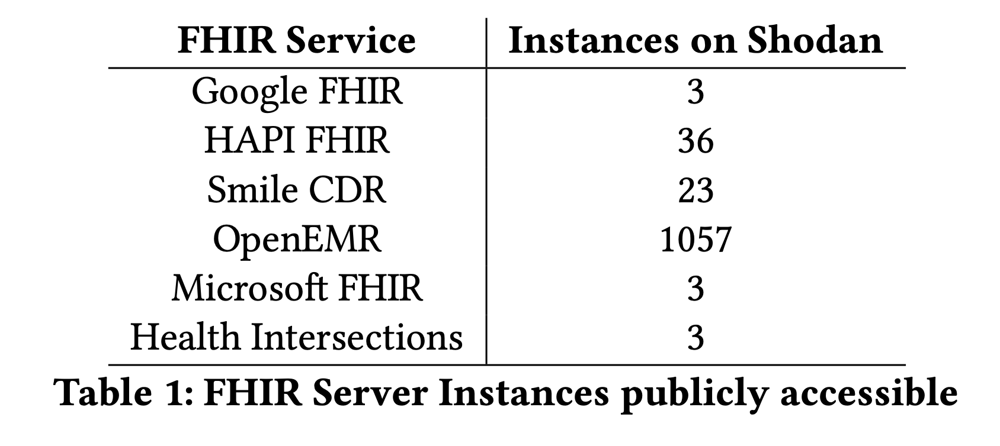 FHIR Service Instances on Shodan
Google FHIR 3
HAPI FHIR 36
Smile CDR 23
OpenEMR 1057
Microsoft FHIR 3
Health Intersections 3
Table 1: FHIR Server Instances publicly accessible